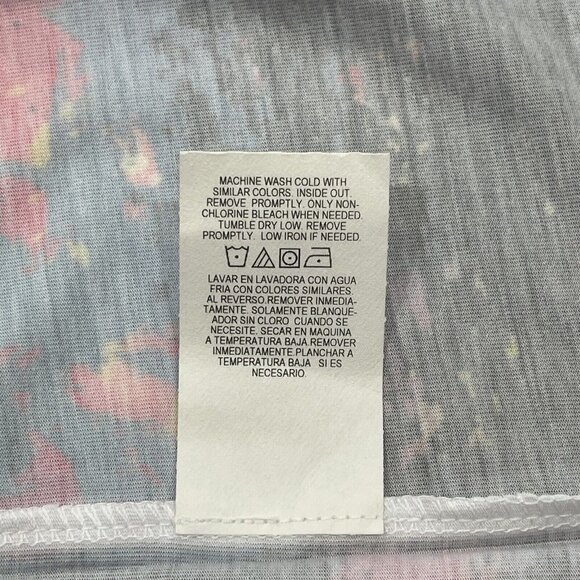 MACHINE WASH COLD WITH
SIMILAR COLORS. INSIDE OUT.
REMOVE PROMPTLY. ONLY NON-
CHLORINE BLEACH WHEN NEEDED.
TUMBLE DRY LOW. REMOVE
PROMPTLY. LOW IRON IF NEEDED.
LAVAR EN LAVADORA CON AGUA
FRIA CON COLORES SIMILARES.
AL REVERSO.REMOVER INMEDIA-
TAMENTE. SOLAMENTE BLANQUE-
ADOR SIN CLORO CUANDO SE
NECESITE. SECAR EN MAQUINA
A TEMPERATURA BAJA.REMOVER
INMEDIATAMENTE.PLANCHAR A
TEMPERATURA BAJA SI ES
NECESARIO.